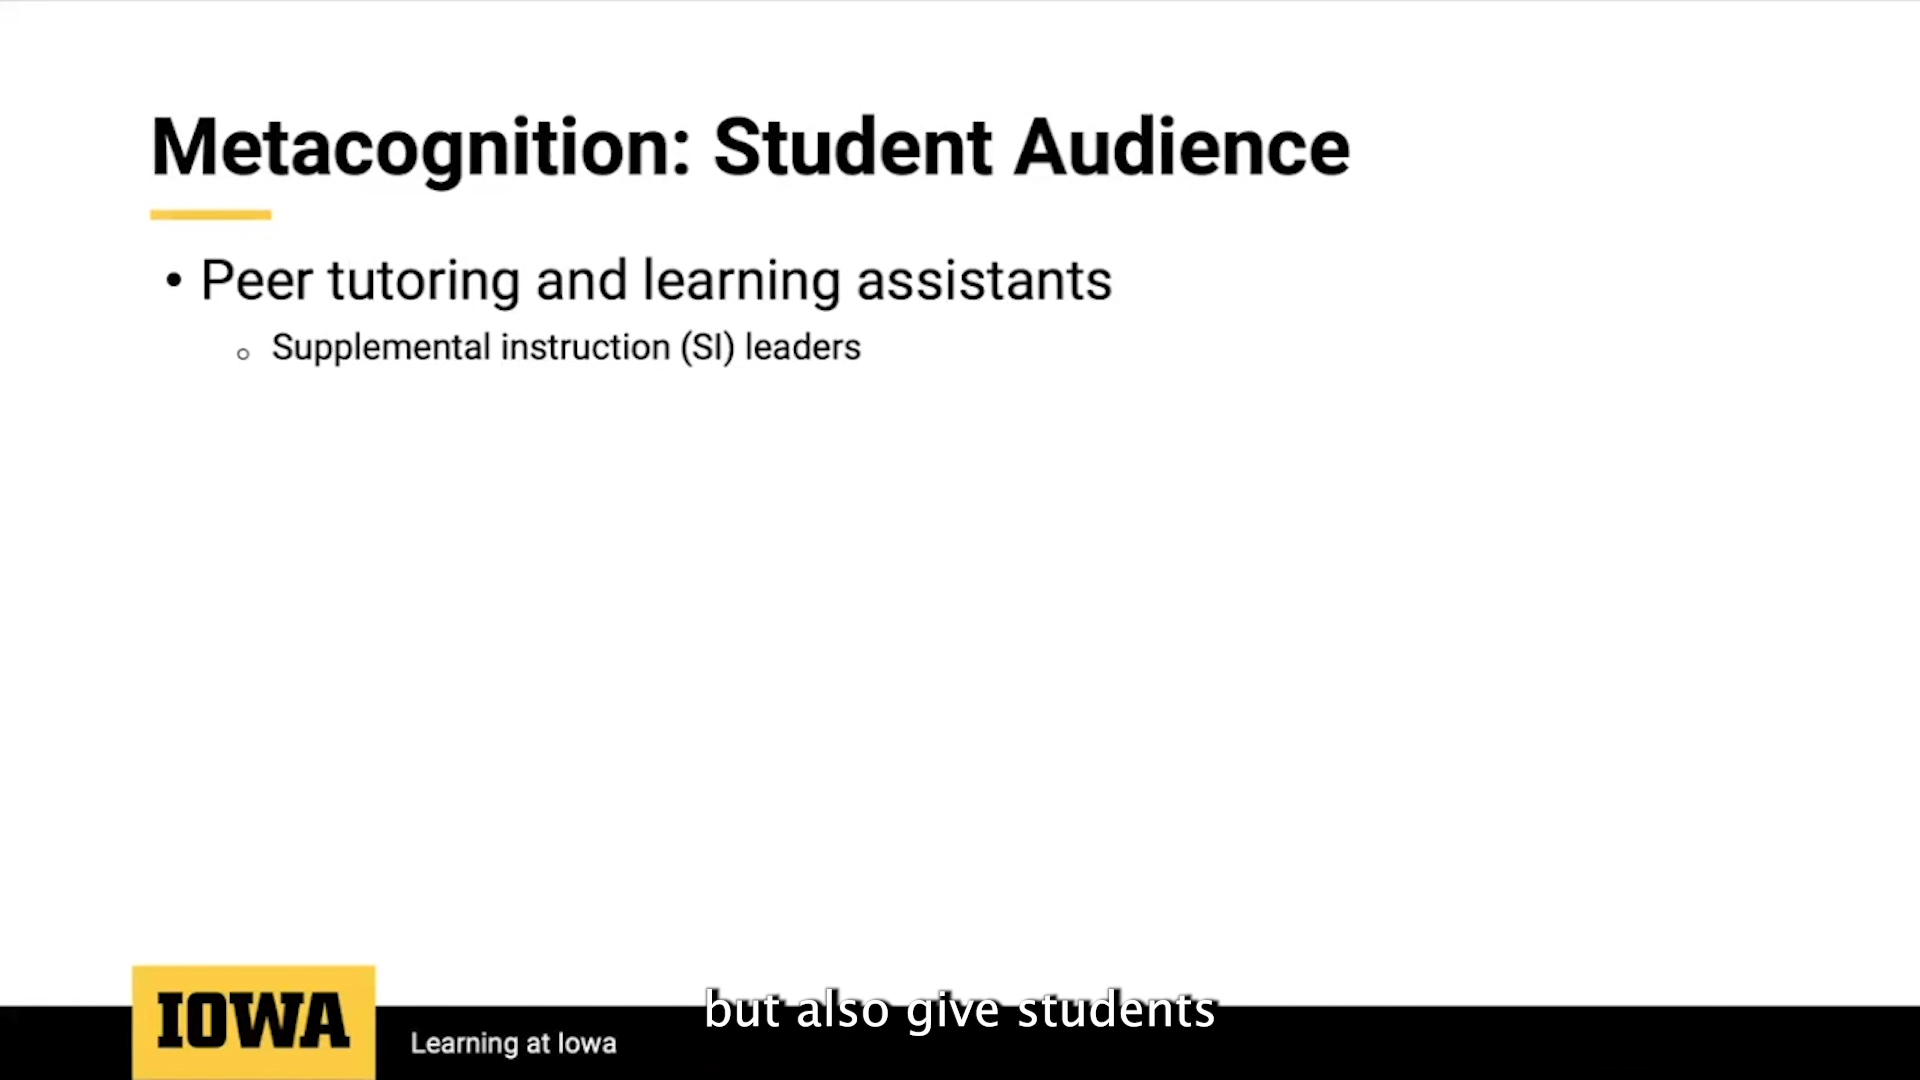 Metacognition: Student Audience
• Peer tutoring and learning assistants
○ Supplemental instruction (SI) leaders
but also give students
IOWA
Learning at Iowa